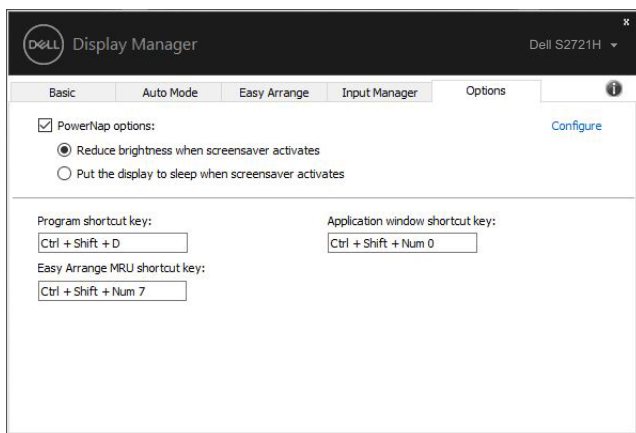 x
DELL Display Manager Dell S2721H
Basic Auto Mode Easy Arrange Input Manager Options
PowerNap options: Configure
Reduce brightness when screensaver activates
Put the display to sleep when screensaver activates
Program shortcut key: Application window shortcut key:
Ctrl + Shift + D Ctrl + Shift + Num 0
Easy Arrange MRU shortcut key:
Ctrl + Shift + Num 7